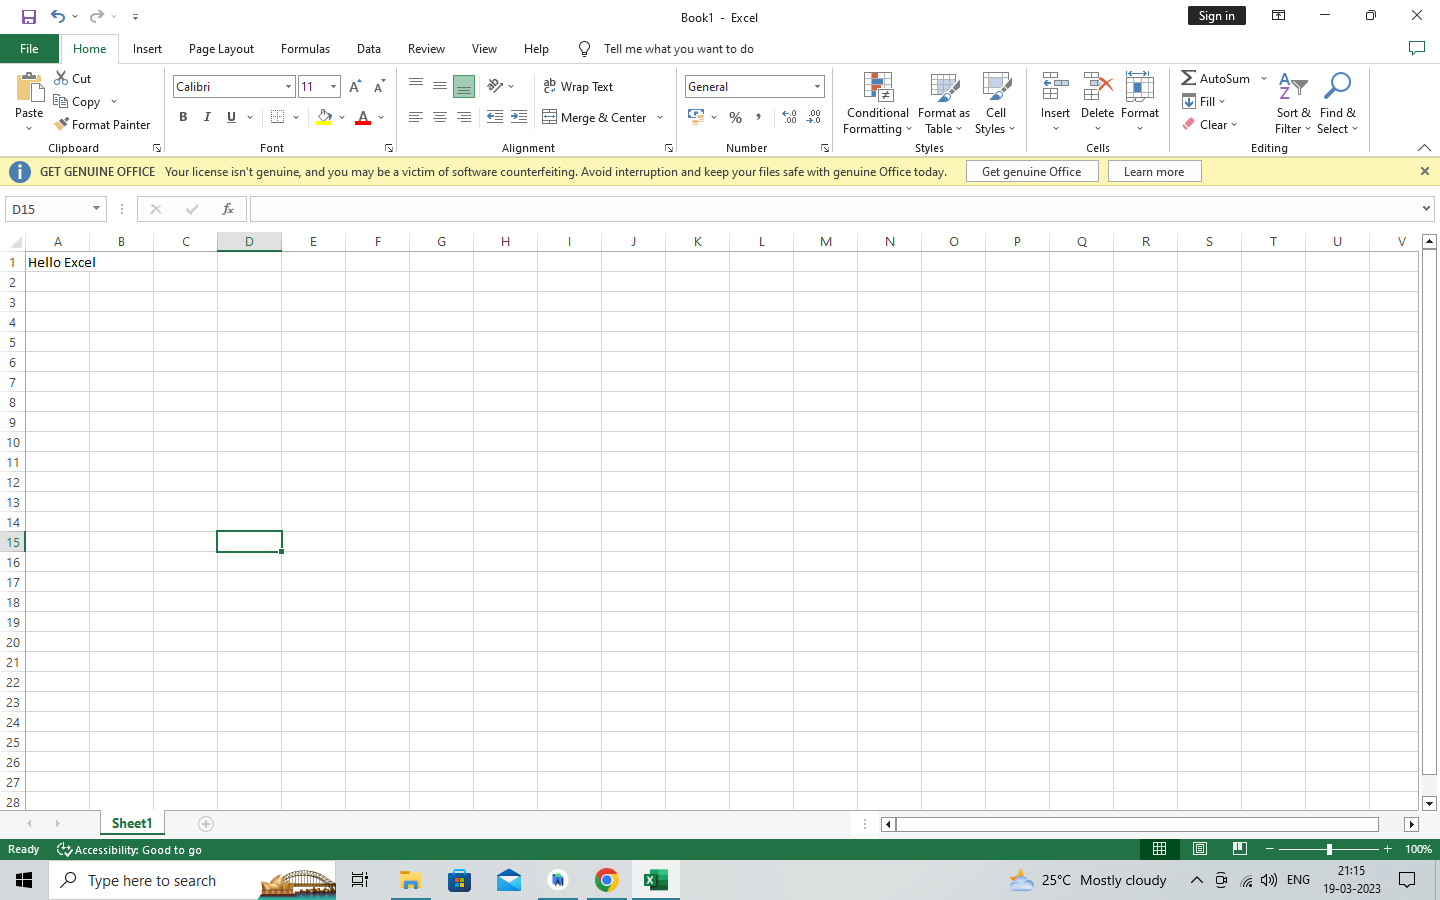 Book1 - Excel
Sign in
File Home Insert Page Layout Formulas Data Review View Help Tell me what you want to do
Paste
Cut
Copy
Format Painter
Clipboard
Calibri 11
A A
B I U A
Font
ab
c
Wrap Text
Merge & Center
Alignment
General
% ,
←.0 .00
.00 →.0
Number
Conditional
Formatting
Format as
Table
Cell
Styles
Styles
Insert
Delete
Format
Cells
AutoSum
Fill
Clear
A
Z
Sort &
Filter
Find &
Select
Editing
GET GENUINE OFFICE Your license isn't genuine, and you may be a victim of software counterfeiting. Avoid interruption and keep your files safe with genuine Office today. Get genuine Office Learn more
D15
fx
A B C D E F G H I J K L M N O P Q R S T U V
1 Hello Excel
2
3
4
5
6
7
8
9
10
11
12
13
14
15
16
17
18
19
20
21
22
23
24
25
26
27
28
Sheet1
Ready Accessibility: Good to go 100%
Type here to search
25°C Mostly cloudy
ENG
21:15
19-03-2023